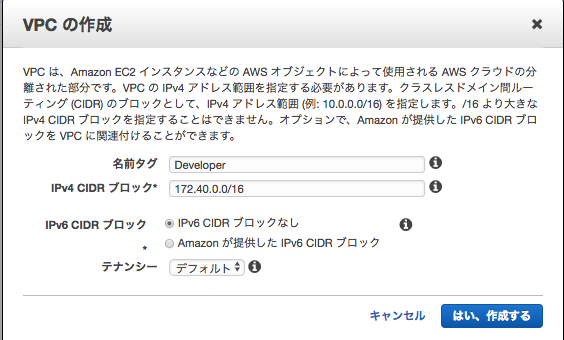 VPC の作成
VPC は、Amazon EC2 インスタンスなどの AWS オブジェクトによって使用される AWS クラウドの分
離された部分です。VPC の IPv4 アドレス範囲を指定する必要があります。クラスレスドメイン間ルー
ティング (CIDR) のブロックとして、IPv4 アドレス範囲 (例: 10.0.0.0/16) を指定します。/16 より大きな
IPv4 CIDR ブロックを指定することはできません。オプションで、Amazon が提供した IPv6 CIDR ブロ
ックを VPC に関連付けることができます。
名前タグ Developer
IPv4 CIDR ブロック* 172.40.0.0/16
IPv6 CIDR ブロック IPv6 CIDR ブロックなし
* Amazon が提供した IPv6 CIDR ブロック
テナンシー デフォルト
キャンセル はい、作成する